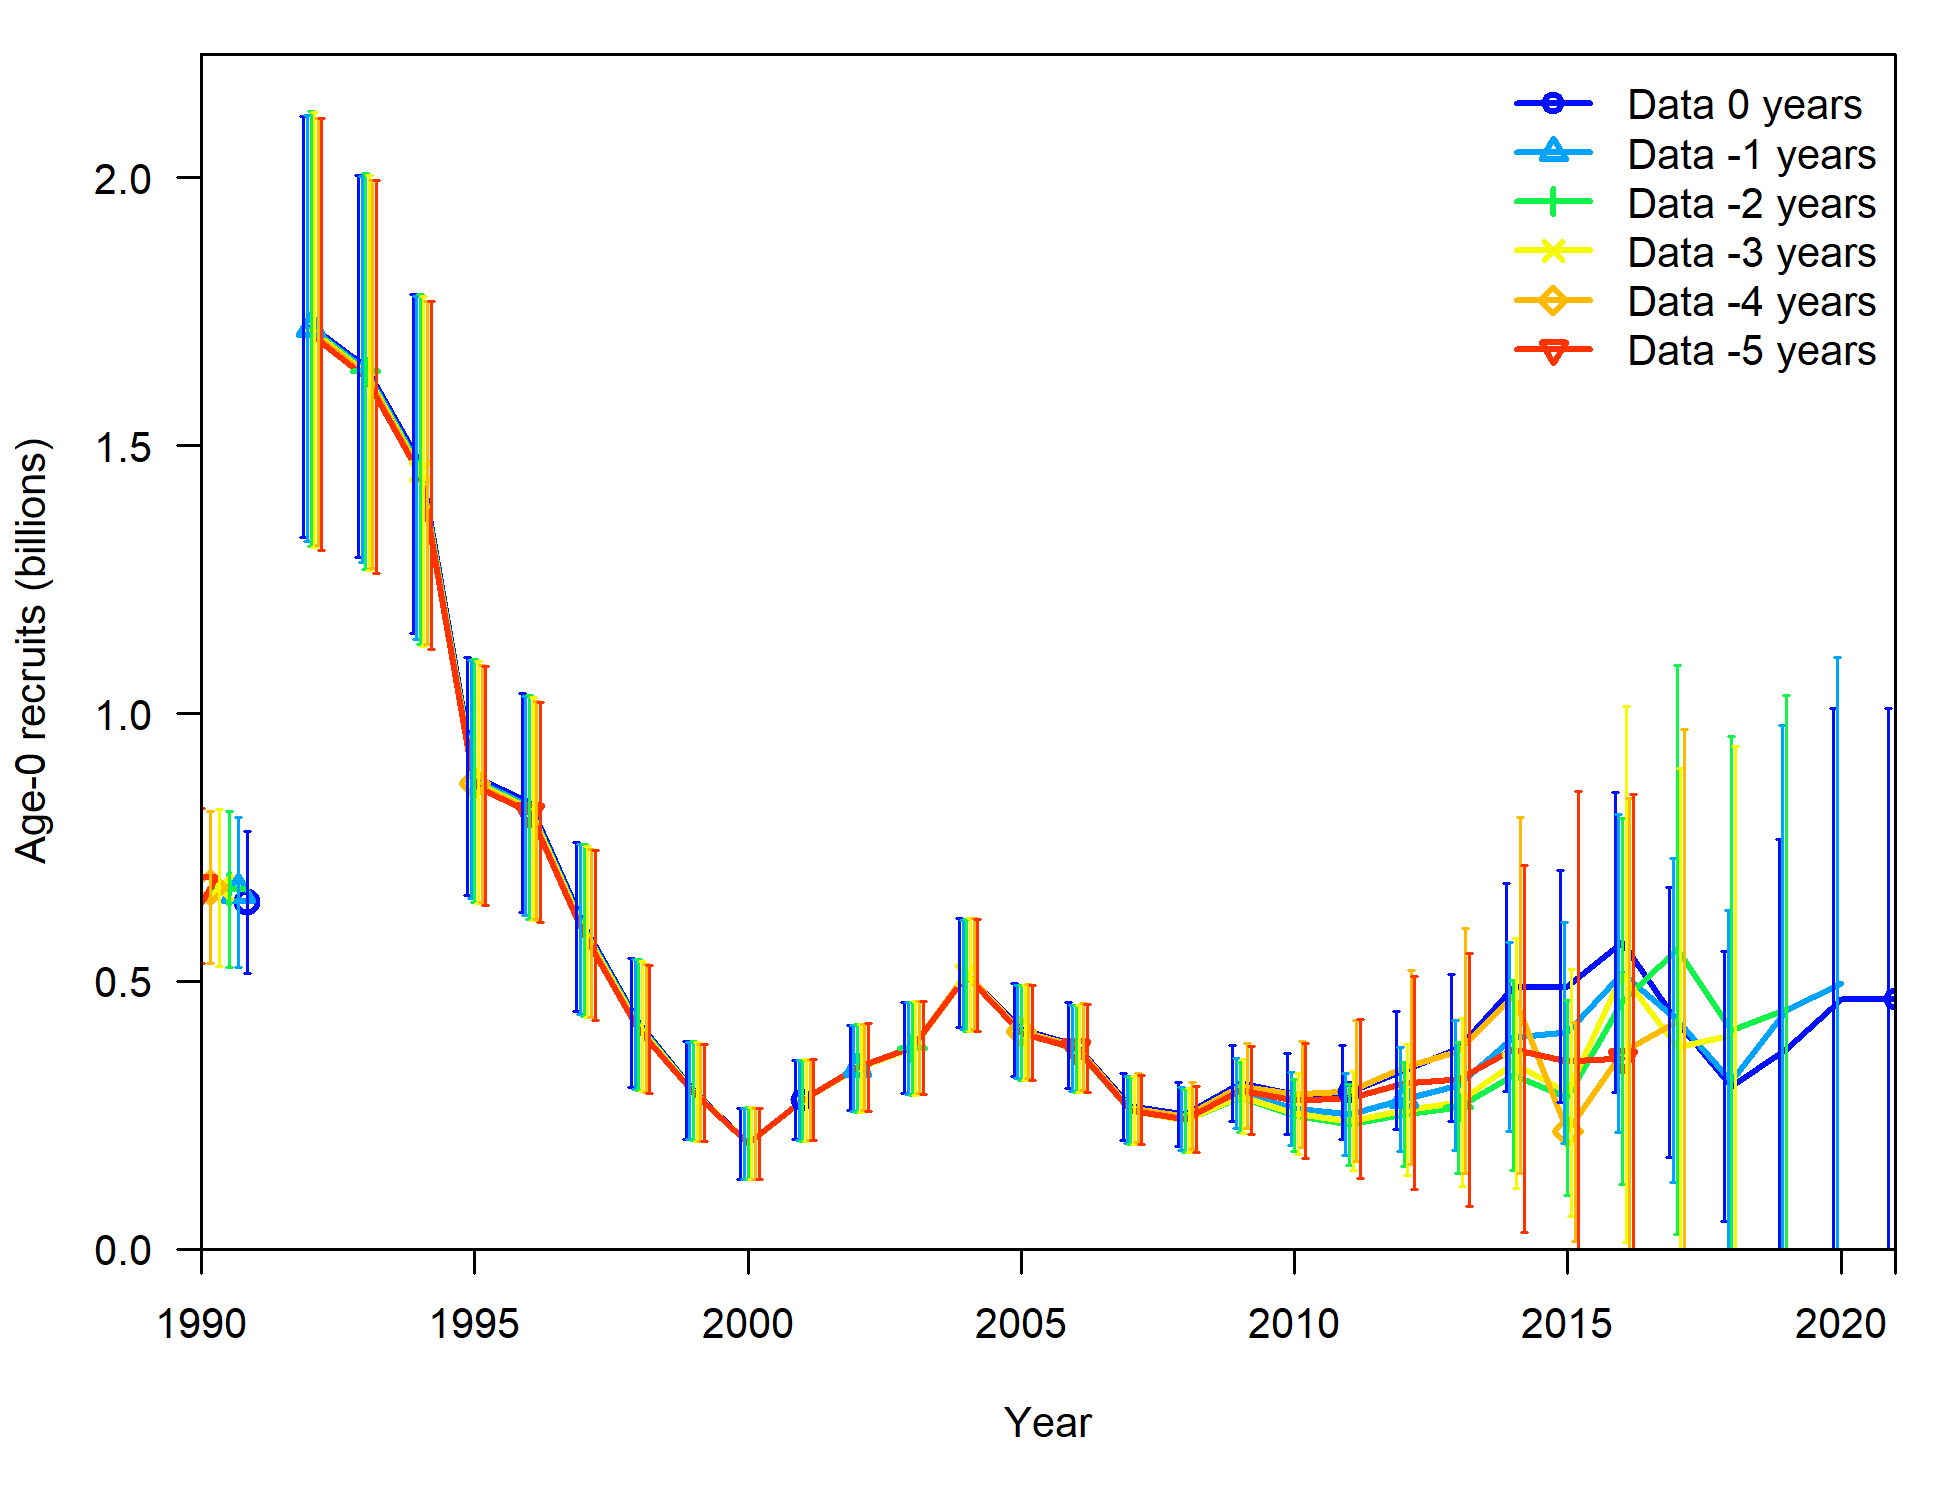 Data 0 years
Data -1 years
Data -2 years
Data -3 years
Data -4 years
Data -5 years
Age-0 recruits (billions)
2.0
1.5
1.0
0.5
0.0
1990 1995 2000 2005 2010 2015 2020
Year